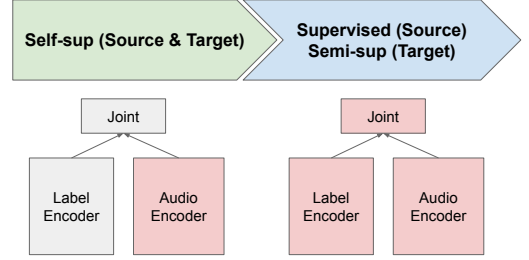 Self-sup (Source & Target)
Supervised (Source)
Semi-sup (Target)
Joint
Joint
Label
Encoder
Audio
Encoder
Label
Encoder
Audio
Encoder